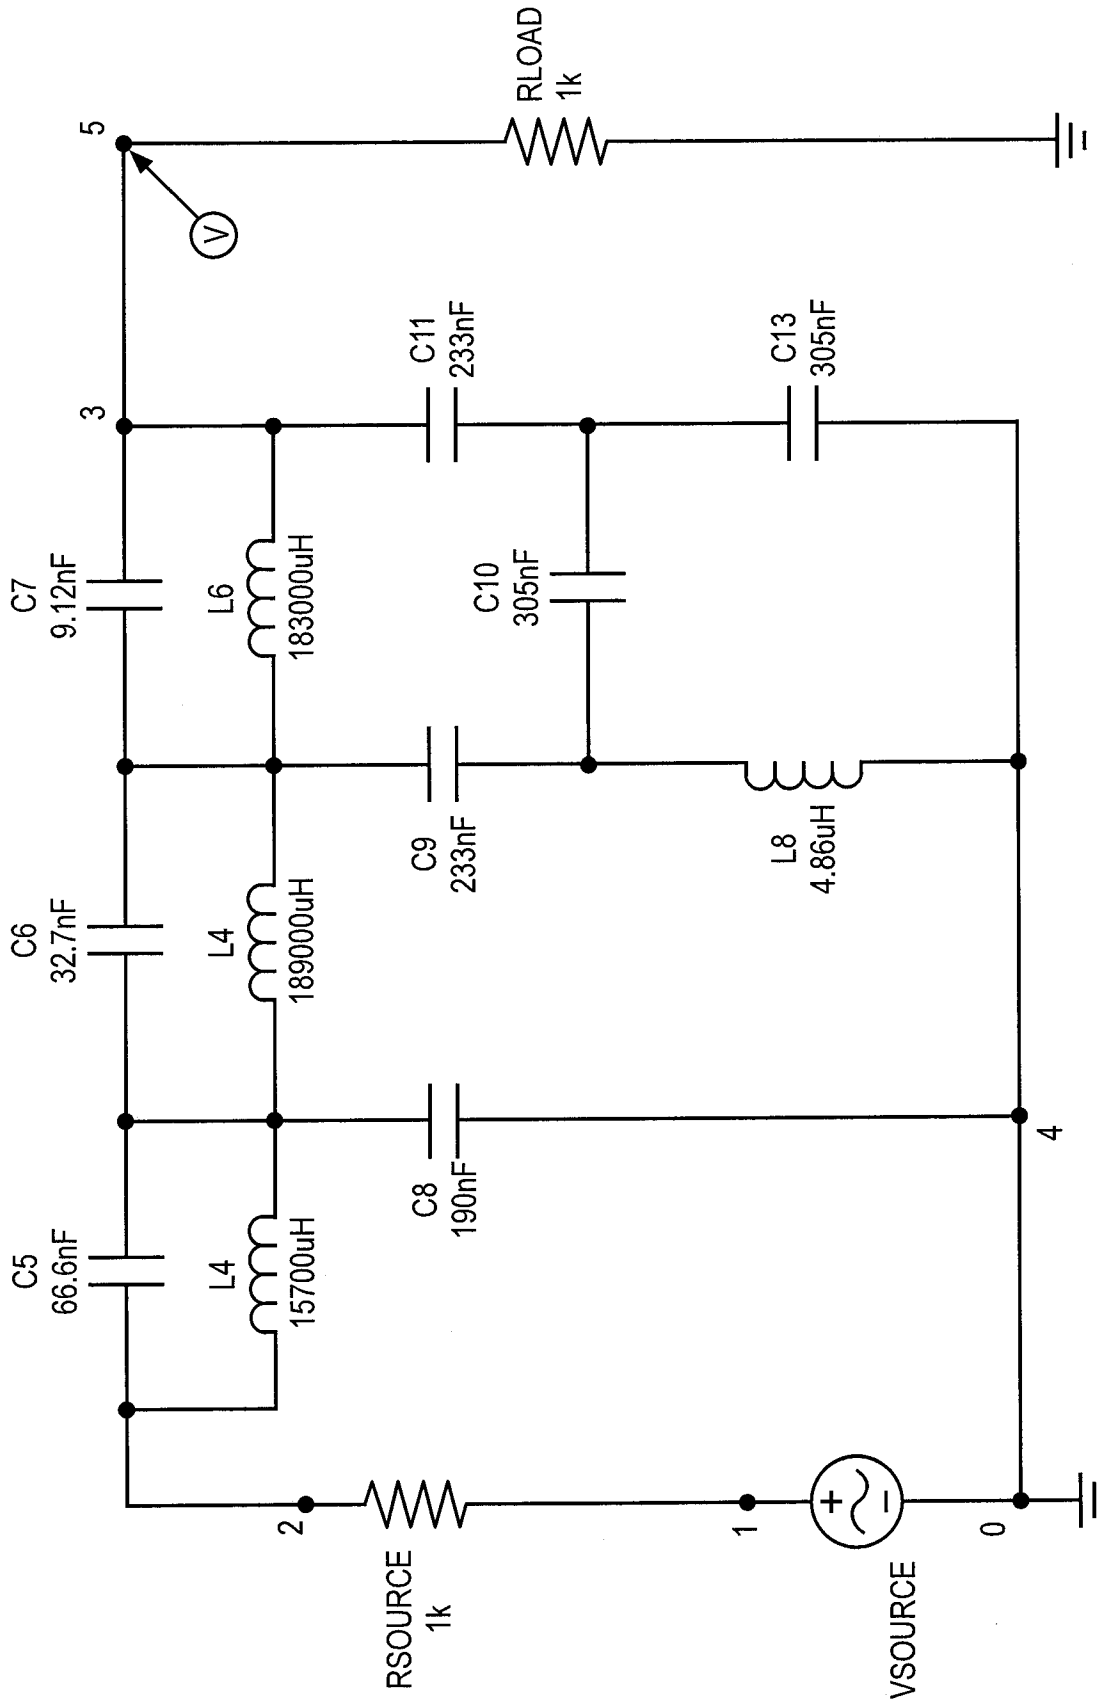 C5
66.6nF
C6
32.7nF
C7
9.12nF
3
5
L4
15700uH
L4
189000uH
L6
183000uH
V
2
RSOURCE
1k
C8
190nF
C9
233nF
C11
233nF
C10
305nF
RLOAD
1k
1
L8
4.86uH
C13
305nF
VSOURCE
0
4